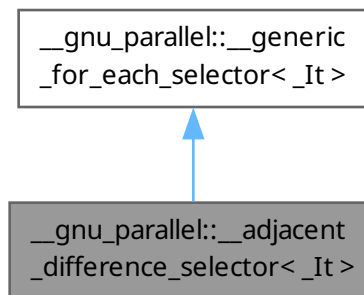 __gnu_parallel::__generic
_for_each_selector< _It >
__gnu_parallel::__adjacent
_difference_selector< _It >